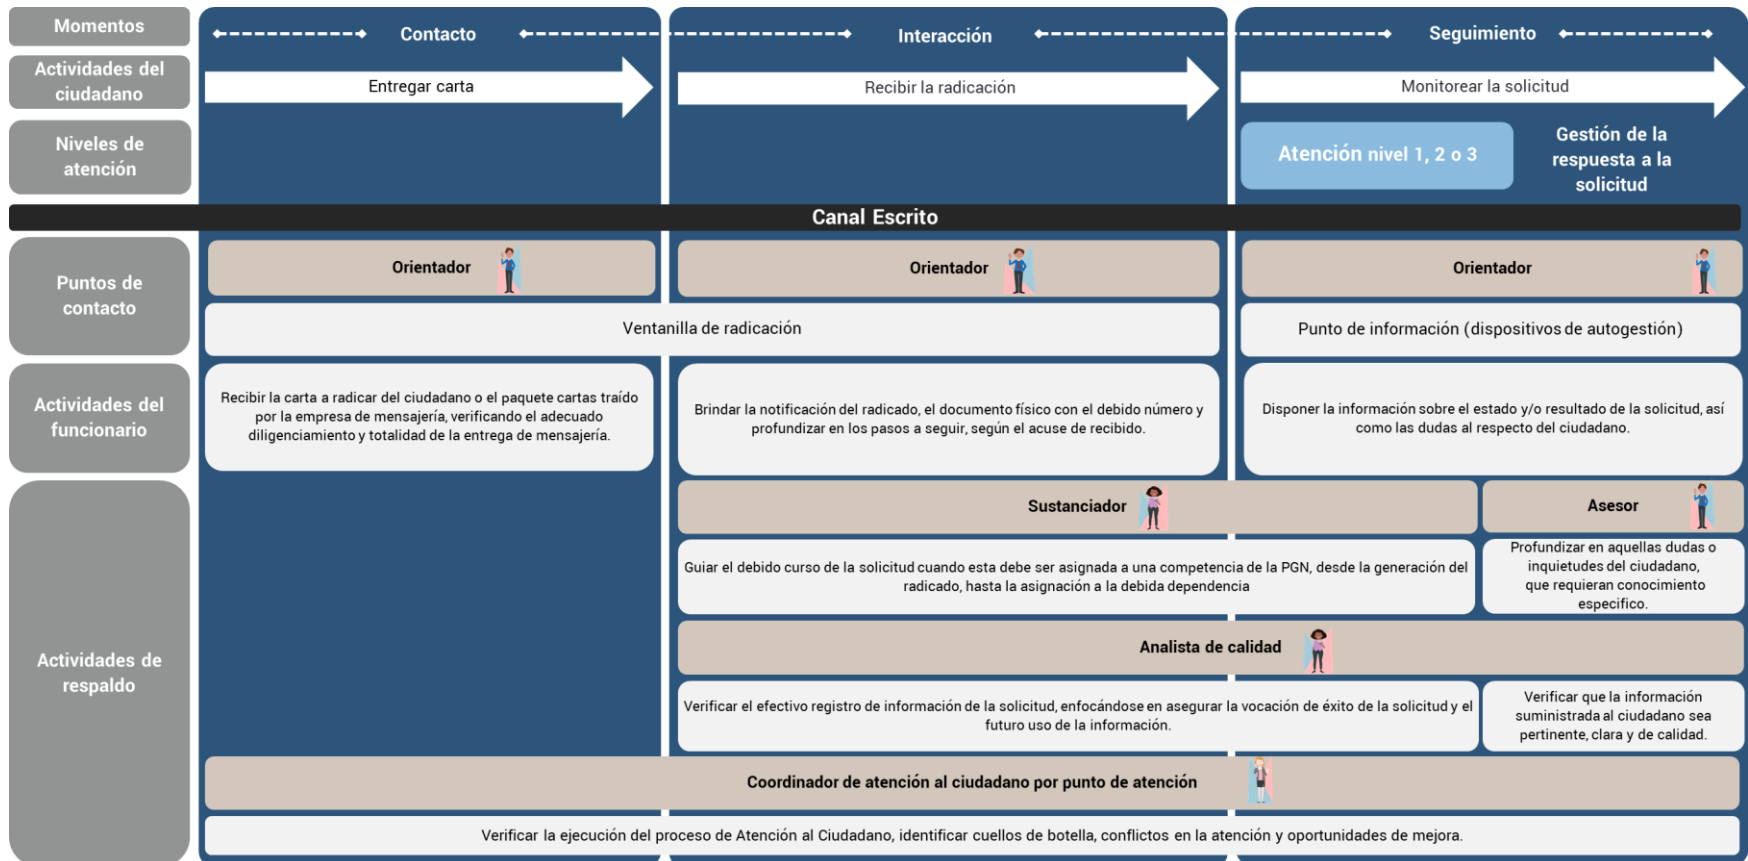 Momentos
Contacto
Interacción
Seguimiento
Actividades del
ciudadano
Entregar carta
Recibir la radicación
Monitorear la solicitud
Niveles de
atención
Atención nivel 1, 2 o 3
Gestión de la
respuesta a la
solicitud
Canal Escrito
Puntos de
contacto
Orientador
Orientador
Orientador
Ventanilla de radicación
Punto de información (dispositivos de autogestión)
Actividades del
funcionario
Recibir la carta a radicar del ciudadano o el paquete cartas traído
por la empresa de mensajería, verificando el adecuado
diligenciamiento y totalidad de la entrega de mensajería.
Brindar la notificación del radicado, el documento físico con el debido número y
profundizar en los pasos a seguir, según el acuse de recibido.
Disponer la información sobre el estado y/o resultado de la solicitud, así
como las dudas al respecto del ciudadano.
Actividades de
respaldo
Sustanciador
Asesor
Guiar el debido curso de la solicitud cuando esta debe ser asignada a una competencia de la PGN, desde la generación del
radicado, hasta la asignación a la debida dependencia
Profundizar en aquellas dudas o
inquietudes del ciudadano,
que requieran conocimiento
especifico.
Analista de calidad
Verificar el efectivo registro de información de la solicitud, enfocándose en asegurar la vocación de éxito de la solicitud y el
futuro uso de la información.
Verificar que la información
suministrada al ciudadano sea
pertinente, clara y de calidad.
Coordinador de atención al ciudadano por punto de atención
Verificar la ejecución del proceso de Atención al Ciudadano, identificar cuellos de botella, conflictos en la atención y oportunidades de mejora.